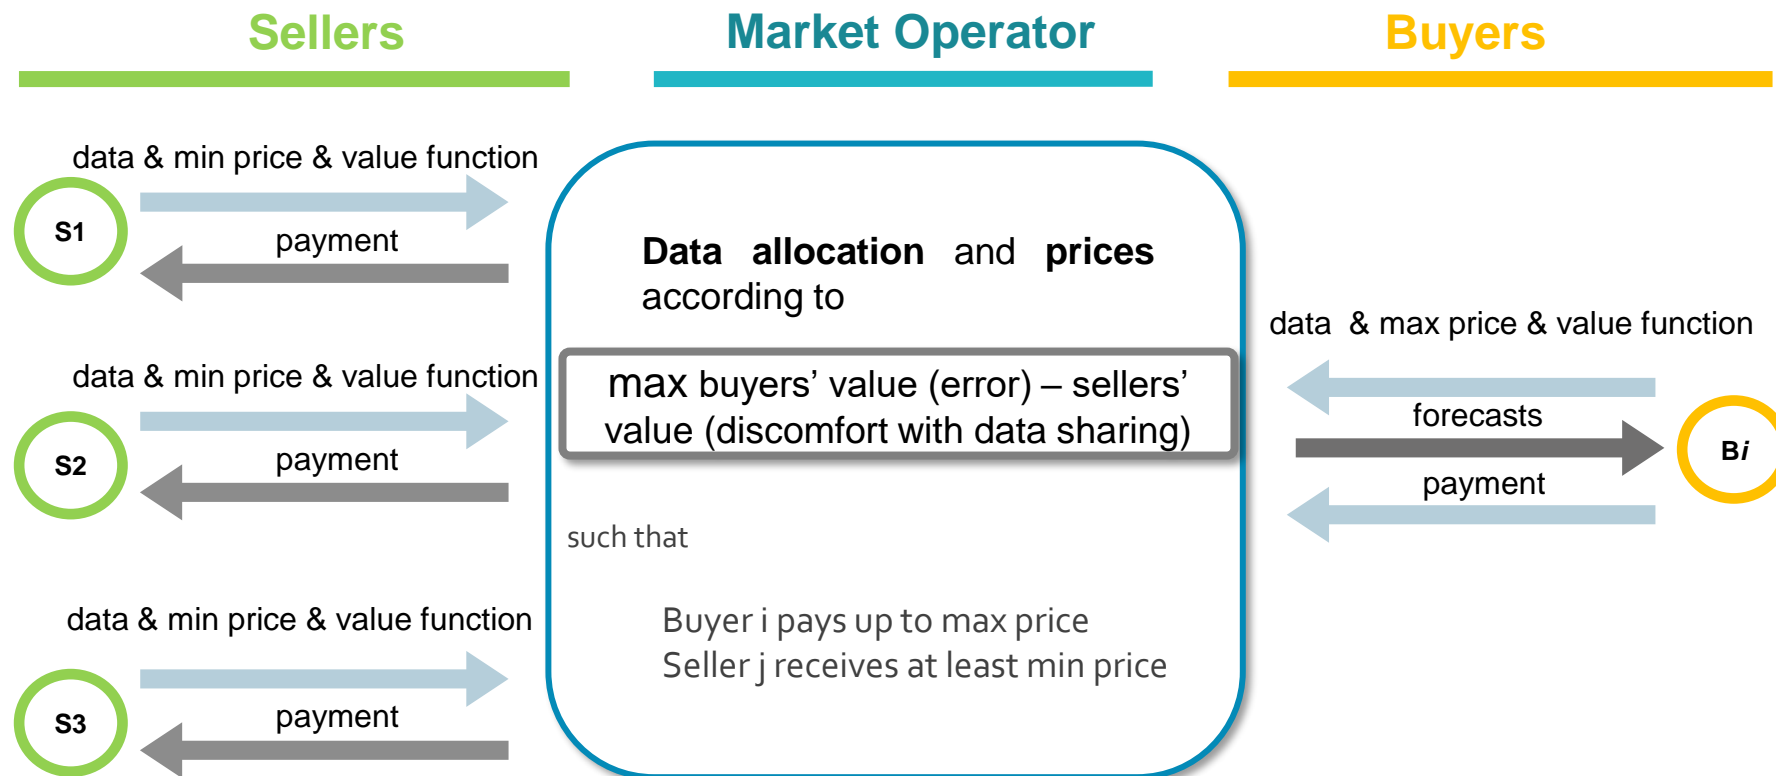 Sellers
Market Operator
Buyers
data & min price & value function
S1
payment
data & min price & value function
S2
payment
data & min price & value function
S3
payment
Data allocation and prices
according to
max buyers’ value (error) – sellers’
value (discomfort with data sharing)
such that
Buyer i pays up to max price
Seller j receives at least min price
data & max price & value function
forecasts
Bi
payment